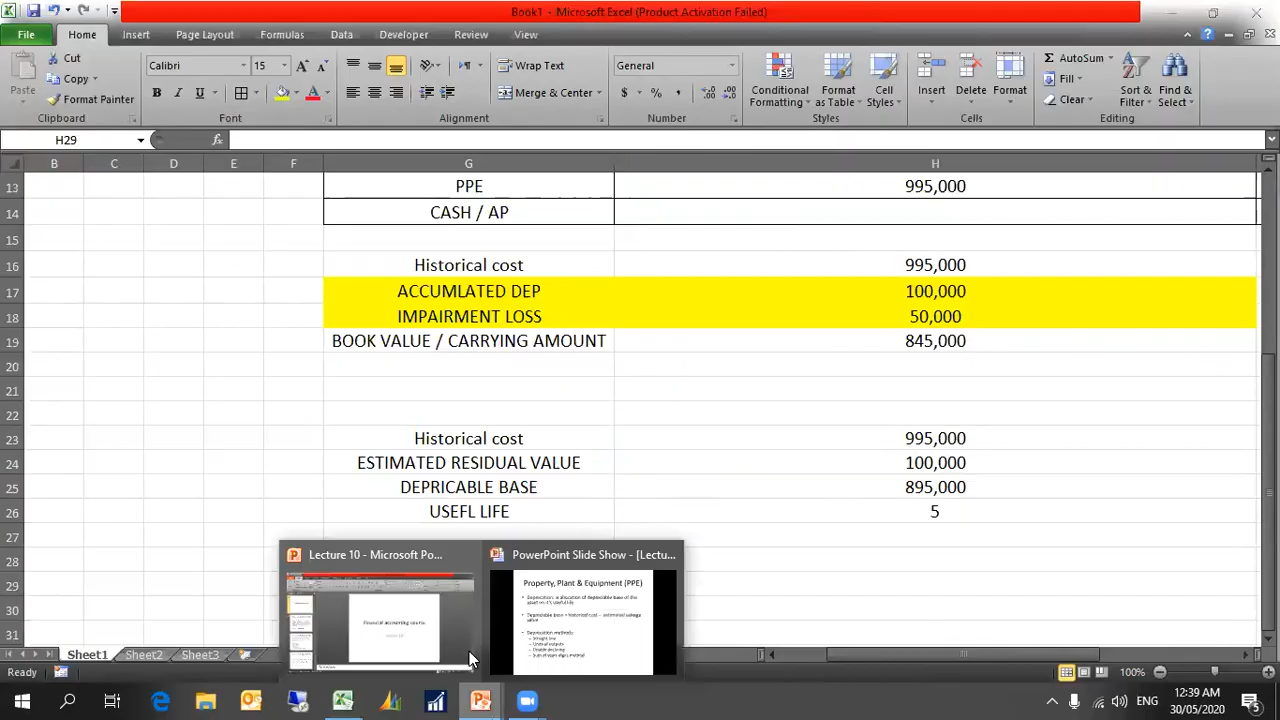 Book1 - Microsoft Excel (Product Activation Failed)
File Home Insert Page Layout Formulas Data Developer Review View
Paste Cut Copy Format Painter Clipboard
Calibri 15 B I U A Font
Wrap Text Merge & Center Alignment
General $ % , Number
Conditional Formatting Format as Table Cell Styles Styles
Insert Delete Format Cells
AutoSum Fill Clear Sort & Filter Find & Select Editing
H29 fx
B C D E F G H
13 PPE 995,000
14 CASH / AP
15
16 Historical cost 995,000
17 ACCUMLATED DEP 100,000
18 IMPAIRMENT LOSS 50,000
19 BOOK VALUE / CARRYING AMOUNT 845,000
20
21
22
23 Historical cost 995,000
24 ESTIMATED RESIDUAL VALUE 100,000
25 DEPRICABLE BASE 895,000
26 USEFL LIFE 5
27
28
29
30
31
Lecture 10 - Microsoft Po...
Financial accounting course
PowerPoint Slide Show - [Lectu...
Property, Plant & Equipment (PPE)
Sheet1 Sheet2 Sheet3
Ready 100%
ENG 12:39 AM
30/05/2020 5